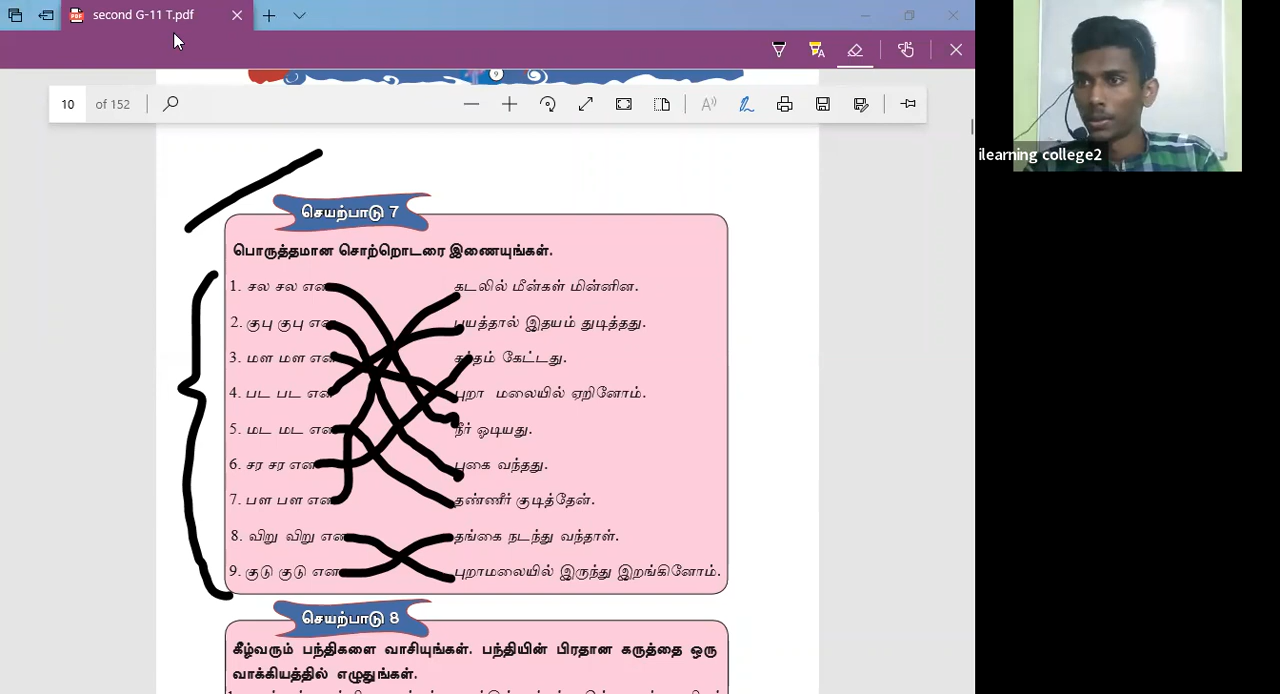 second G-11 T.pdf
9
10 of 152
ilearning college2
செயற்பாடு 7
பொருத்தமான சொற்றொடரை இணையுங்கள்.
1. சல சல என கடலில் மீன்கள் மின்னின.
2. குபு குபு என பயத்தால் இதயம் துடித்தது.
3. மள மள என சத்தம் கேட்டது.
4. பட பட என புறா மலையில் ஏறினோம்.
5. மட மட என நீர் ஓடியது.
6. சர சர என புகை வந்தது.
7. பள பள என தண்ணீர் குடித்தேன்.
8. விறு விறு என தங்கை நடந்து வந்தாள்.
9. குடு குடு என புறாமலையில் இருந்து இறங்கினோம்.
செயற்பாடு 8
கீழ்வரும் பந்திகளை வாசியுங்கள். பந்தியின் பிரதான கருத்தை ஒரு
வாக்கியத்தில் எழுதுங்கள்.